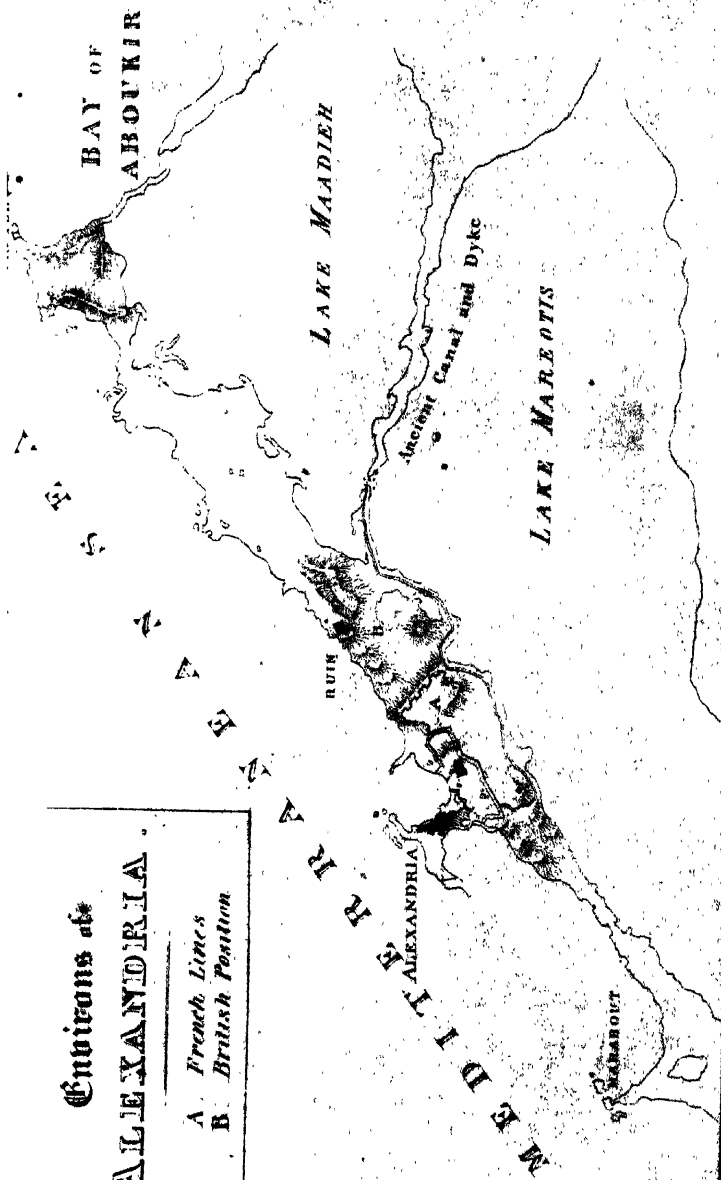 Environs of
ALEXANDRIA.
A. French Lines
B British Position
BAY OF
ABOUKIR
LAKE MAADIEH
Ancient Canal and Dyke
LAKE MAREOTIS
RUIN
B
A
ALEXANDRIA
MARABOUT
MEDITERRANEAN